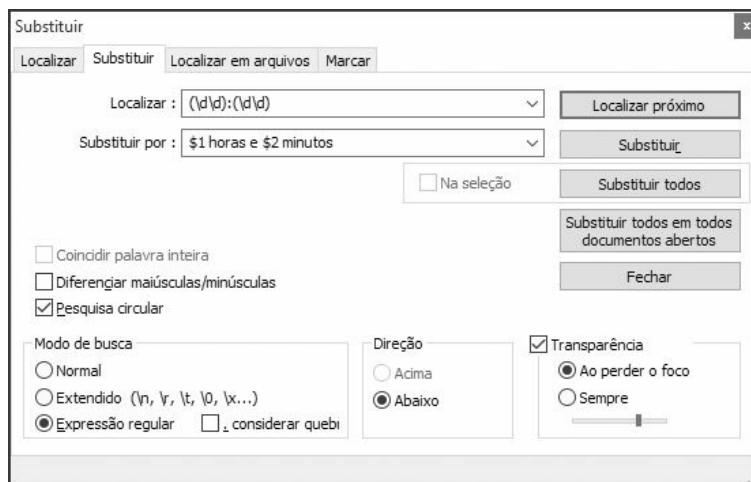 Substituir
x
Localizar Substituir Localizar em arquivos Marcar
Localizar : (\d\d):(\d\d) Localizar próximo
Substituir por : $1 horas e $2 minutos Substituir
Na seleção Substituir todos
Substituir todos em todos
documentos abertos
Coincidir palavra inteira
Diferenciar maiúsculas/minúsculas
Fechar
Pesquisa circular
Modo de busca Direção Transparência
Normal Acima Ao perder o foco
Extendido (\n, \r, \t, \0, \x...) Abaixo Sempre
Expressão regular . considerar quebr